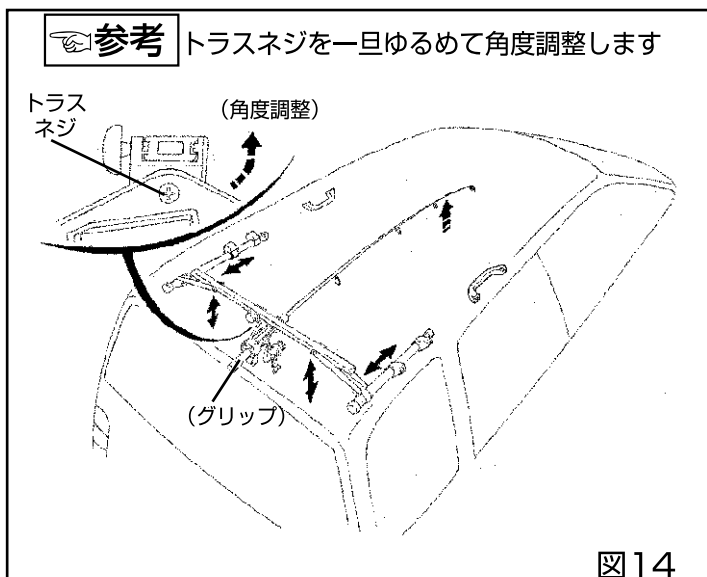 ☞参考 トラスネジを一旦ゆるめて角度調整します
トラス
ネジ
（角度調整）
（グリップ）
図14